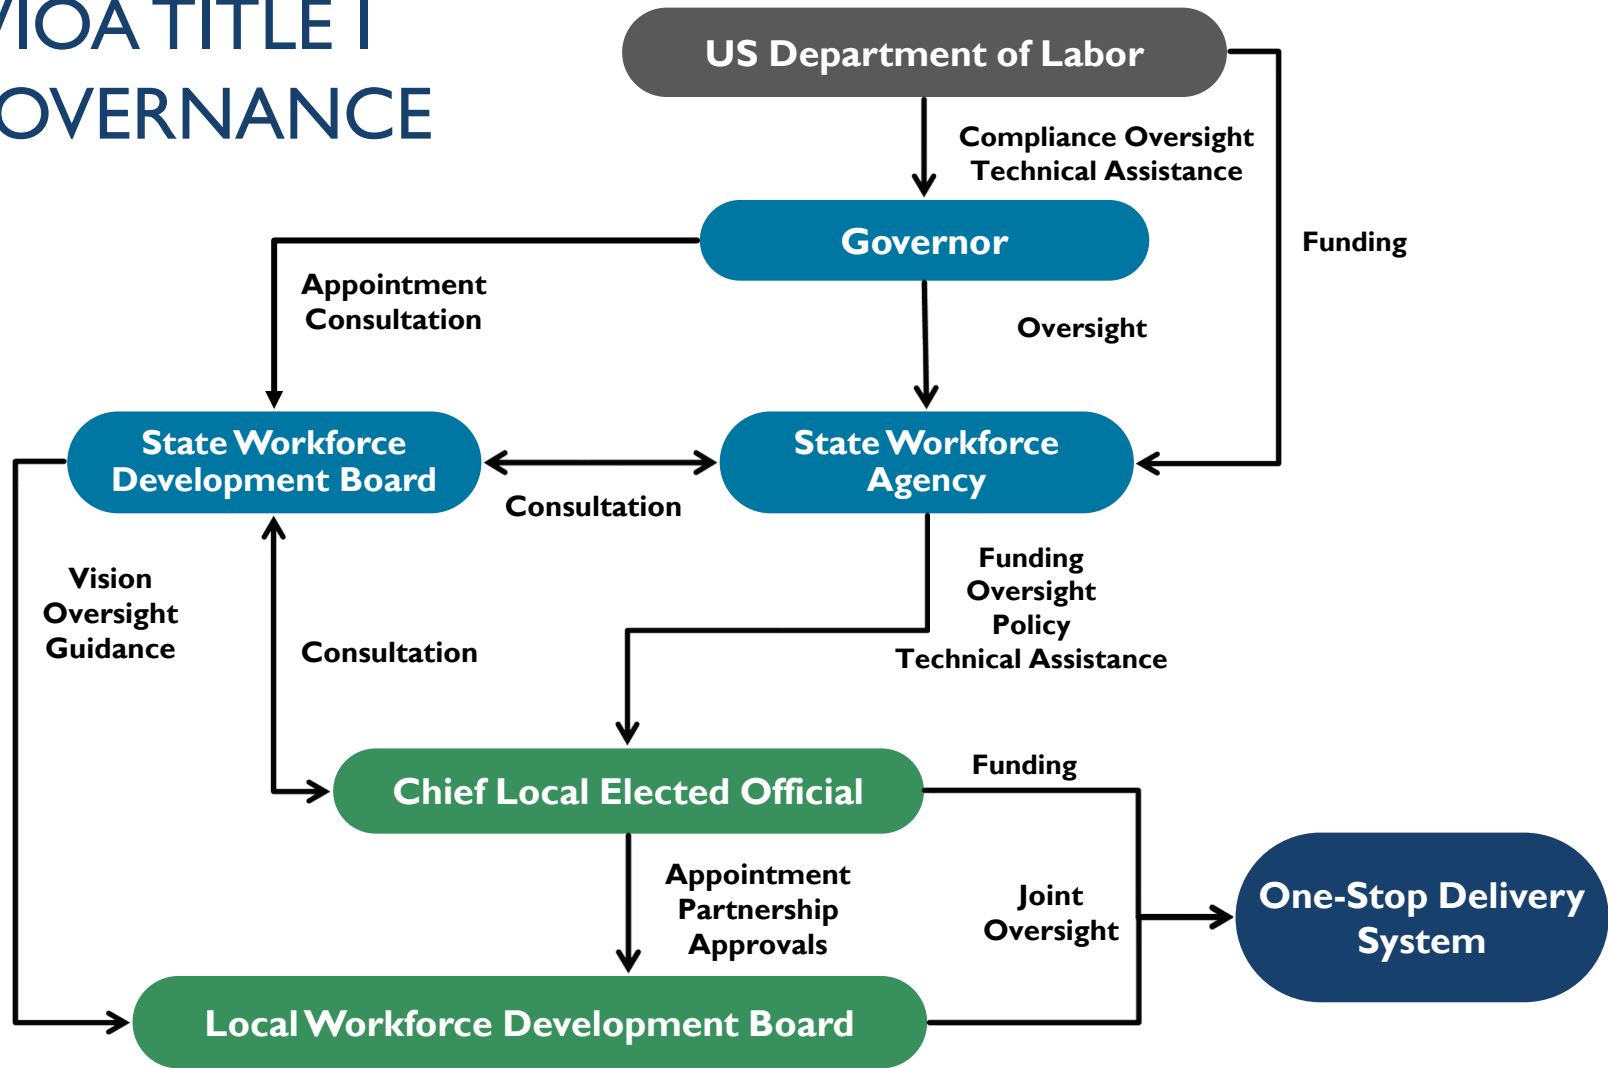 VIOA TITLE I
OVERNANCE
US Department of Labor
Compliance Oversight
Technical Assistance
Governor
Funding
Appointment
Consultation
Oversight
State Workforce
Development Board
State Workforce
Agency
Consultation
Vision
Oversight
Guidance
Consultation
Funding
Oversight
Policy
Technical Assistance
Chief Local Elected Official
Funding
Appointment
Partnership
Approvals
Joint
Oversight
One-Stop Delivery
System
Local Workforce Development Board